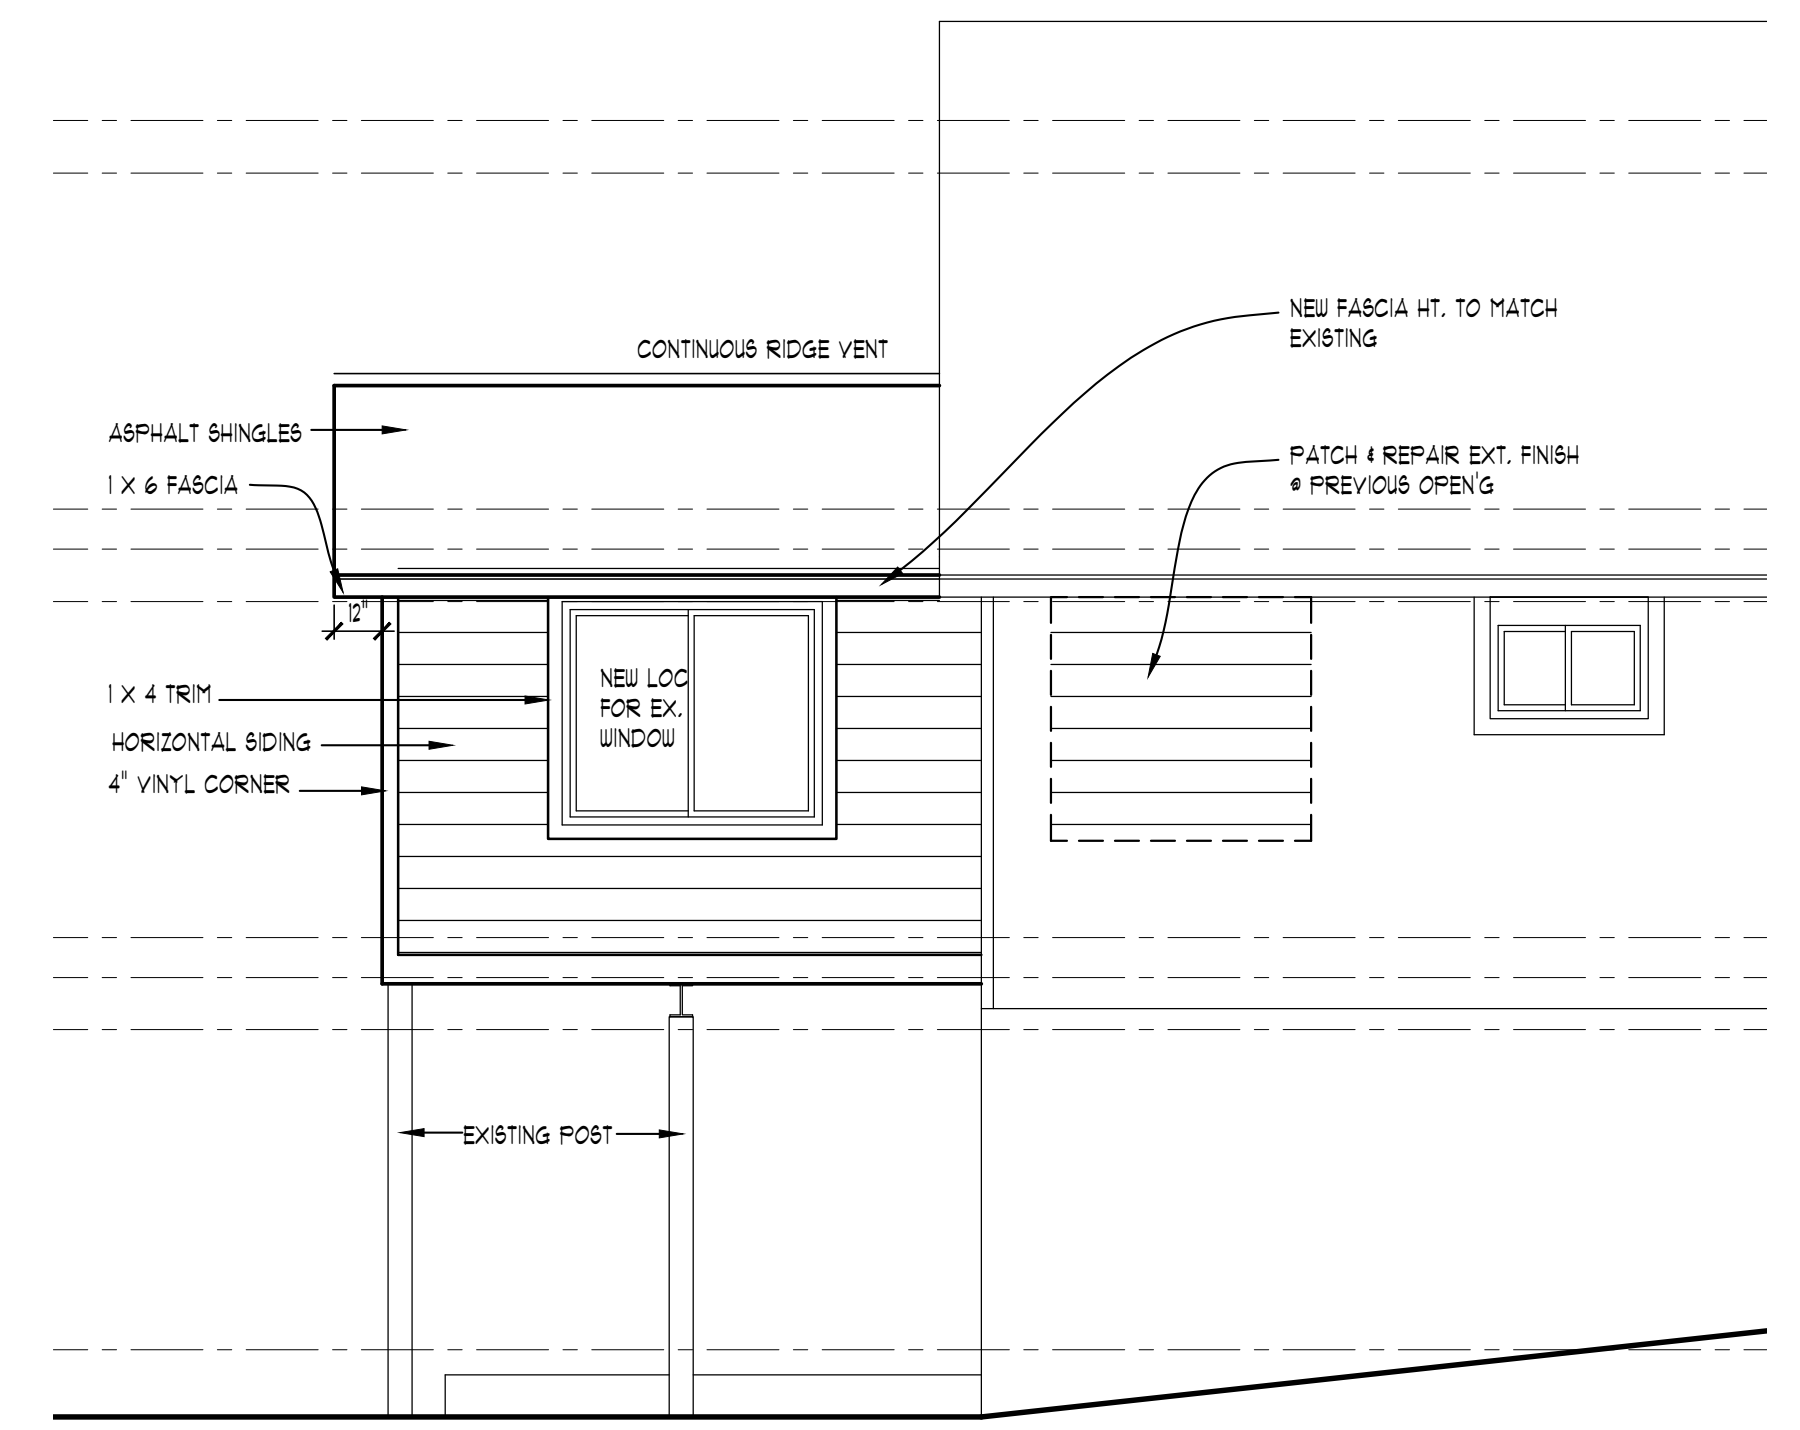 NEW FASCIA HT. TO MATCH
EXISTING
CONTINUOUS RIDGE VENT
ASPHALT SHINGLES
1 X 6 FASCIA
PATCH & REPAIR EXT. FINISH
@ PREVIOUS OPEN'G
12"
NEW LOC
FOR EX.
WINDOW
1 X 4 TRIM
HORIZONTAL SIDING
4" VINYL CORNER
EXISTING POST